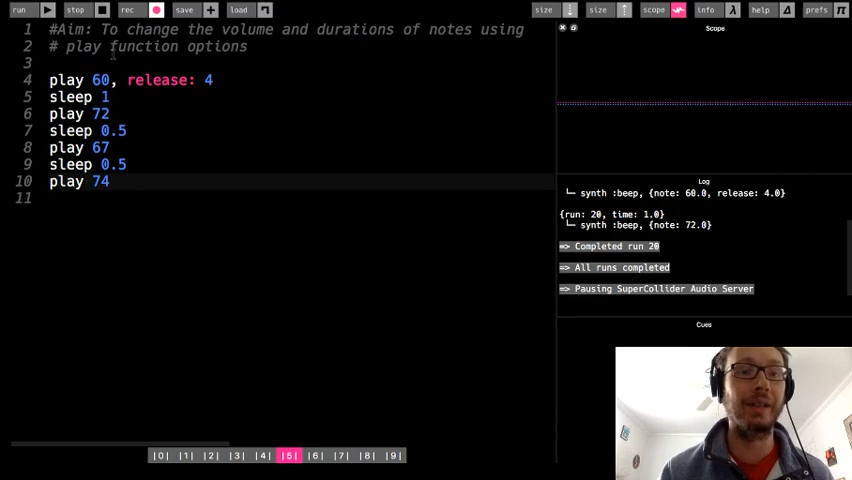 run stop rec save load size size scope info help prefs
1 #Aim: To change the volume and durations of notes using
2 # play function options
3
4 play 60, release: 4
5 sleep 1
6 play 72
7 sleep 0.5
8 play 67
9 sleep 0.5
10 play 74
11
|0| |1| |2| |3| |4| |5| |6| |7| |8| |9|
Scope
Log
└─ synth :beep, {note: 60.0, release: 4.0}
{run: 20, time: 1.0}
└─ synth :beep, {note: 72.0}
=> Completed run 20
=> All runs completed
=> Pausing SuperCollider Audio Server
Cues